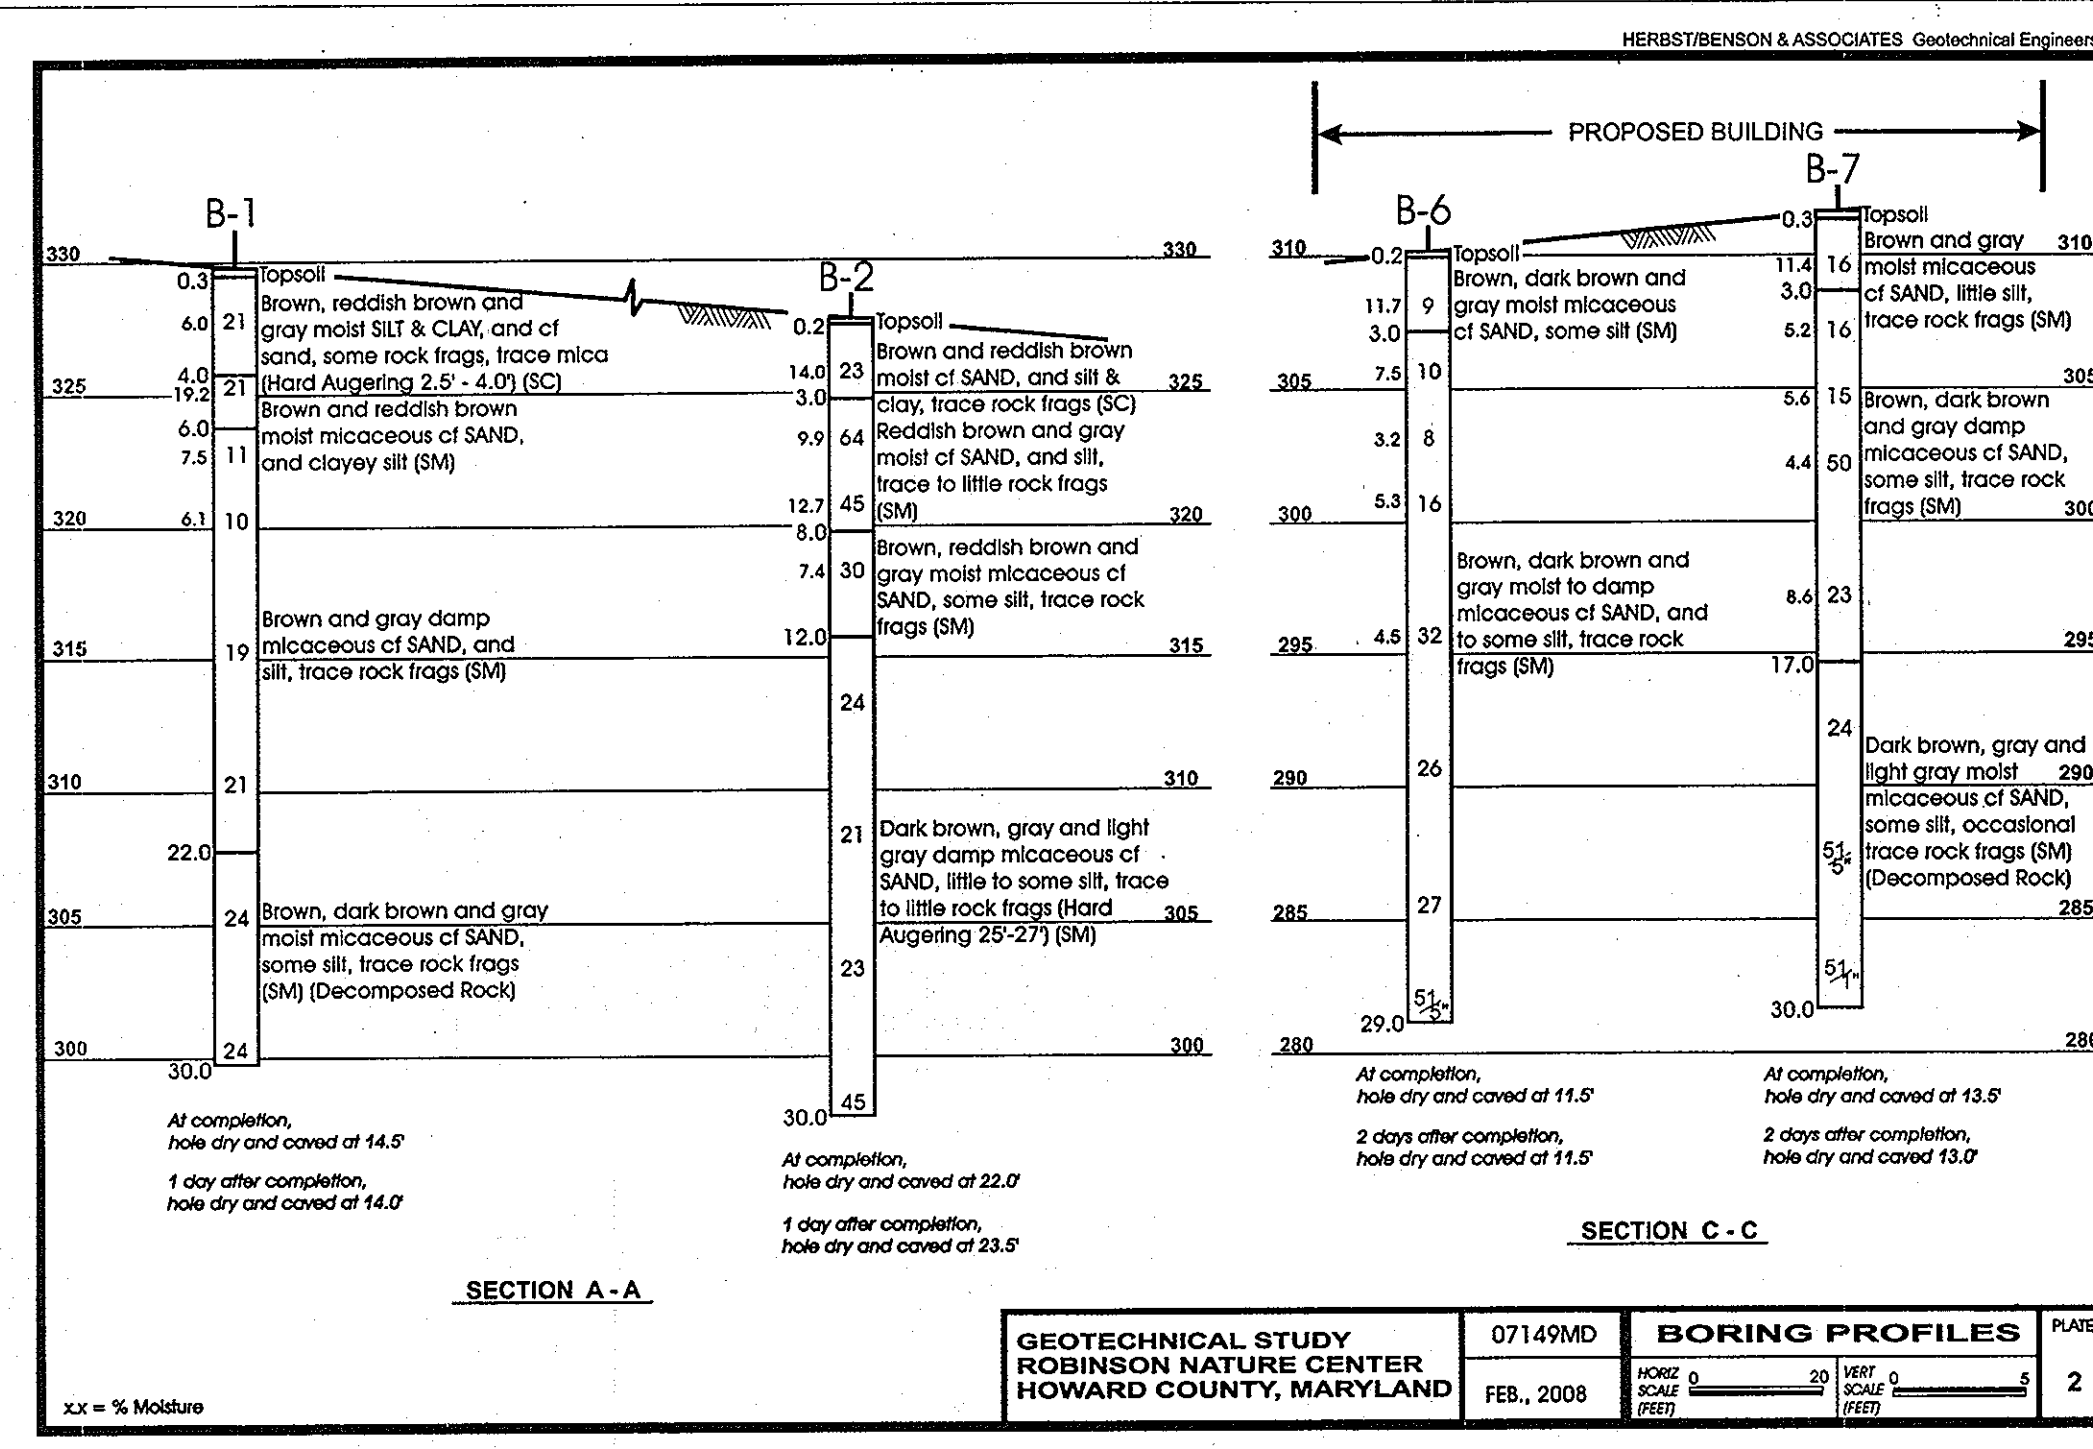 HERBST/BENSON & ASSOCIATES Geotechnical Engineers
PROPOSED BUILDING
B-1
330
0.3
Topsoil
Brown, reddish brown and
gray moist SILT & CLAY, and cf
sand, some rock frags, trace mica
(Hard Augering 2.5' - 4.0') (SC)
6.0
21
4.0
325
19.2
21
Brown and reddish brown
moist micaceous cf SAND,
and clayey silt (SM)
6.0
7.5
11
320
6.1
10
Brown and gray damp
micaceous cf SAND, and
silt, trace rock frags (SM)
315
19
310
21
22.0
305
24
Brown, dark brown and gray
moist micaceous cf SAND,
some silt, trace rock frags
(SM) (Decomposed Rock)
300
24
30.0
At completion,
hole dry and caved at 14.5'
1 day after completion,
hole dry and caved at 14.0'
B-2
330
0.2
Topsoil
Brown and reddish brown
moist cf SAND, and silt &
clay, trace rock frags (SC)
14.0
23
325
3.0
Reddish brown and gray
moist cf SAND, and silt,
trace to little rock frags
(SM)
9.9
64
12.7
45
320
8.0
Brown, reddish brown and
gray moist micaceous cf
SAND, some silt, trace rock
frags (SM)
7.4
30
12.0
315
24
310
21
Dark brown, gray and light
gray damp micaceous cf
SAND, little to some silt, trace
to little rock frags (Hard
Augering 25'-27') (SM)
305
23
300
45
30.0
At completion,
hole dry and caved at 22.0'
1 day after completion,
hole dry and caved at 23.5'
SECTION A - A
B-6
310
0.2
Topsoil
Brown, dark brown and
gray moist micaceous
cf SAND, some silt (SM)
11.7
9
3.0
7.5
10
305
3.2
8
5.3
16
300
Brown, dark brown and
gray moist to damp
micaceous cf SAND, and
to some silt, trace rock
frags (SM)
4.5
32
295
26
290
27
285
51/5"
29.0
280
At completion,
hole dry and caved at 11.5'
2 days after completion,
hole dry and caved at 11.5'
B-7
0.3
Topsoil
Brown and gray
moist micaceous
cf SAND, little silt,
trace rock frags (SM)
310
11.4
16
3.0
5.2
16
305
5.6
15
Brown, dark brown
and gray damp
micaceous cf SAND,
some silt, trace rock
frags (SM)
4.4
50
300
8.6
23
295
17.0
24
Dark brown, gray and
light gray moist
micaceous cf SAND,
some silt, occasional
trace rock frags (SM)
(Decomposed Rock)
290
51/5"
285
51/1"
30.0
280
At completion,
hole dry and caved at 13.5'
2 days after completion,
hole dry and caved 13.0'
SECTION C - C
x.x = % Moisture
GEOTECHNICAL STUDY
ROBINSON NATURE CENTER
HOWARD COUNTY, MARYLAND
07149MD
FEB., 2008
BORING PROFILES
HORIZ SCALE (FEET) 0 20
VERT SCALE (FEET) 0 5
PLATE
2